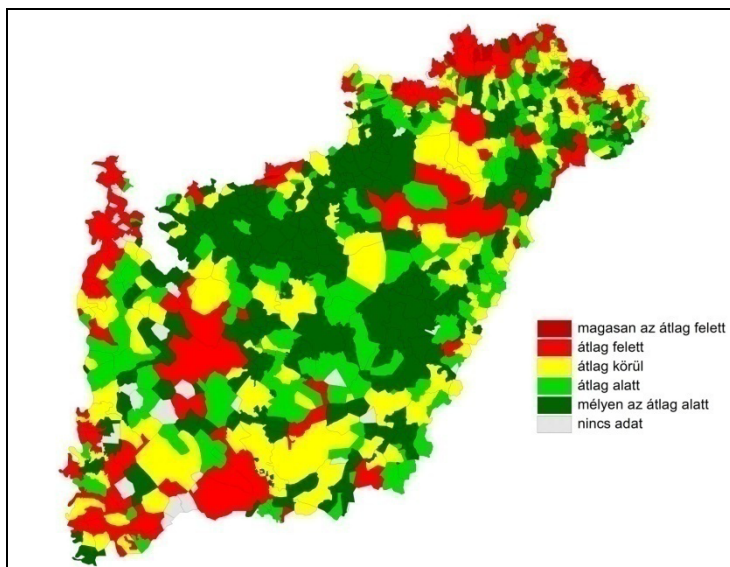 magasan az átlag felett
átlag felett
átlag körül
átlag alatt
mélyen az átlag alatt
nincs adat